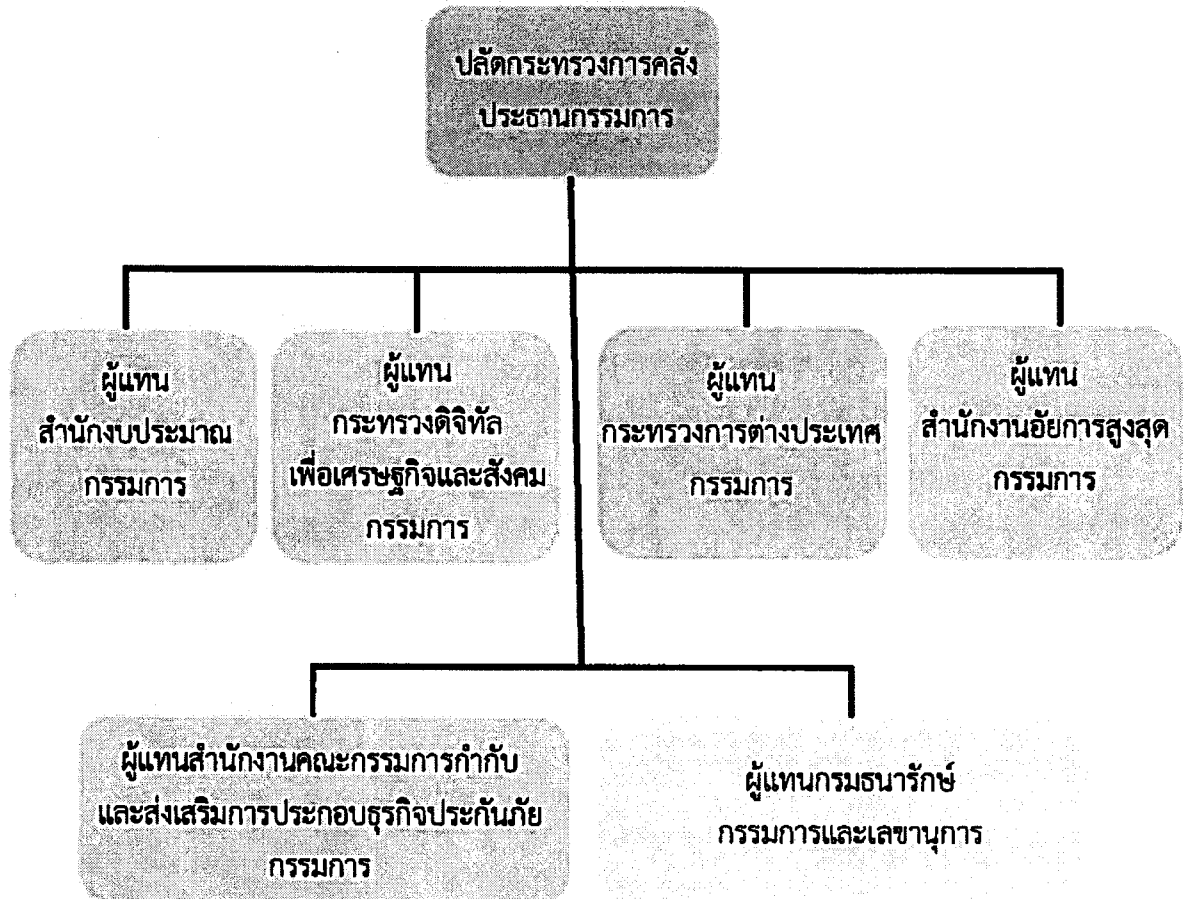 ปลัดกระทรวงการคลัง
ประธานกรรมการ
ผู้แทน
สำนักงบประมาณ
กรรมการ
ผู้แทน
กระทรวงดิจิทัล
เพื่อเศรษฐกิจและสังคม
กรรมการ
ผู้แทน
กระทรวงการต่างประเทศ
กรรมการ
ผู้แทน
สำนักงานอัยการสูงสุด
กรรมการ
ผู้แทนสำนักงานคณะกรรมการกำกับ
และส่งเสริมการประกอบธุรกิจประกันภัย
กรรมการ
ผู้แทนกรมธนารักษ์
กรรมการและเลขานุการ